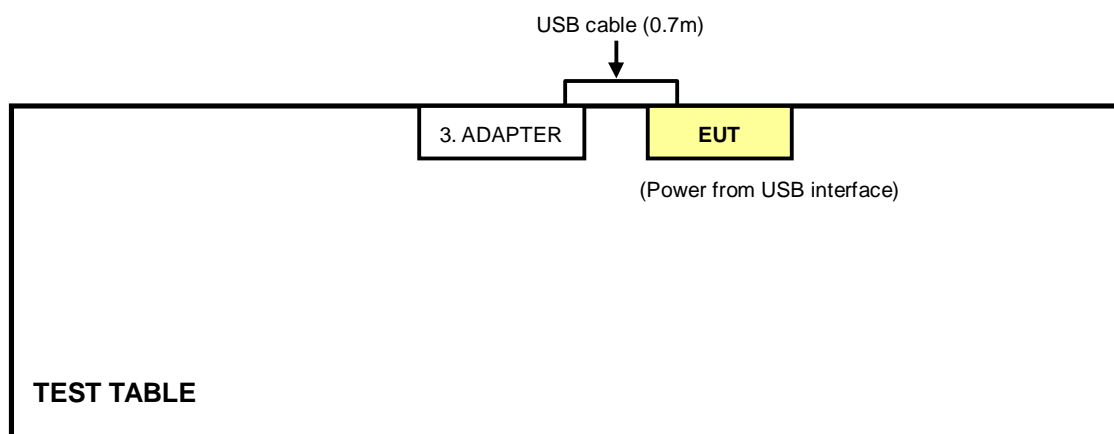 USB cable (0.7m)
3. ADAPTER
EUT
(Power from USB interface)
TEST TABLE